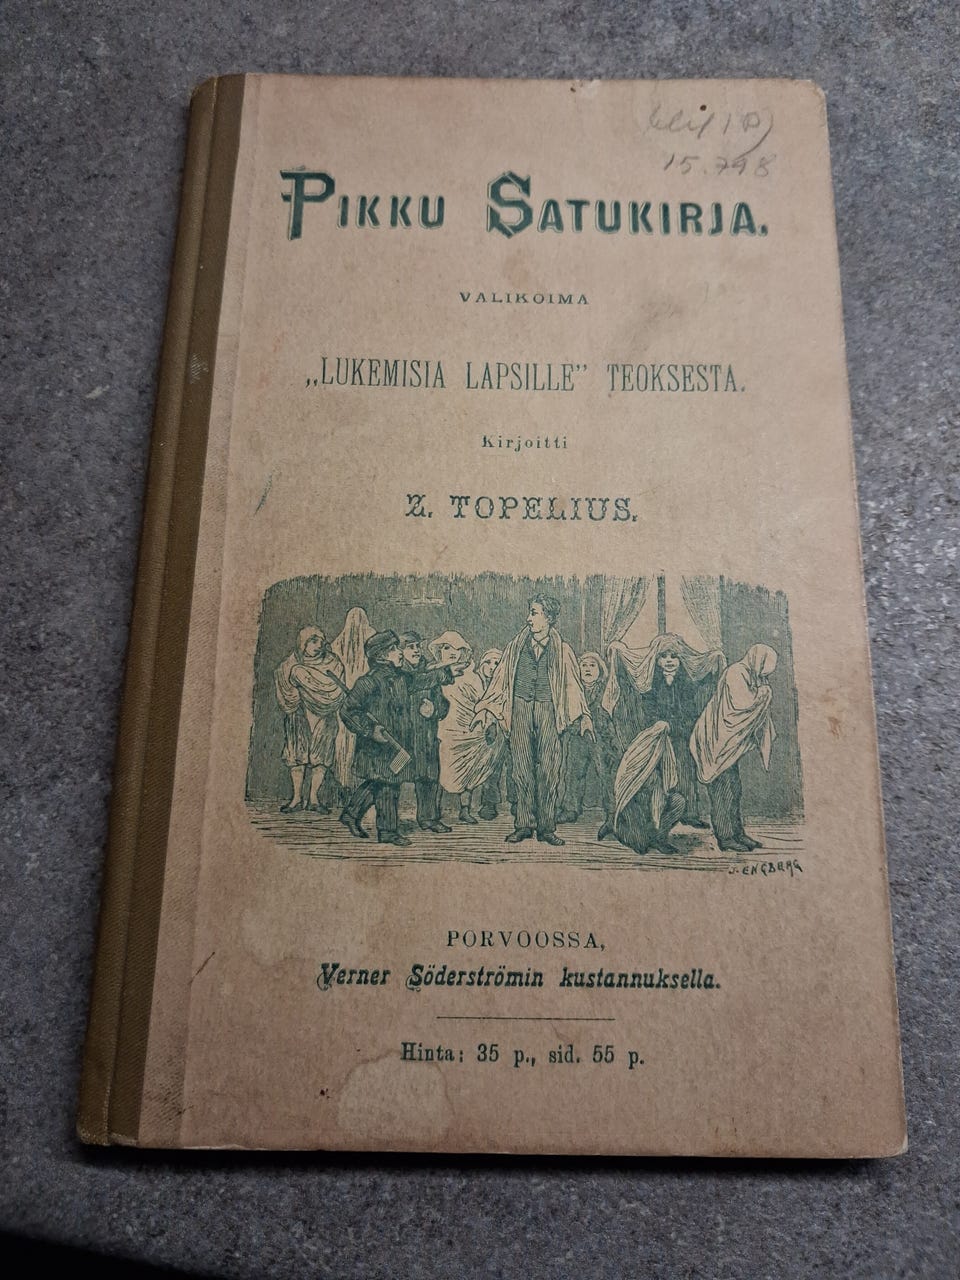 15.798
PIKKU SATUKIRJA.
VALIKOIMA
„LUKEMISIA LAPSILLE” TEOKSESTA.
Kirjoitti
Z. TOPELIUS.
J. ENGBERG
PORVOOSSA,
Verner Söderströmin kustannuksella.
Hinta: 35 p., sid. 55 p.